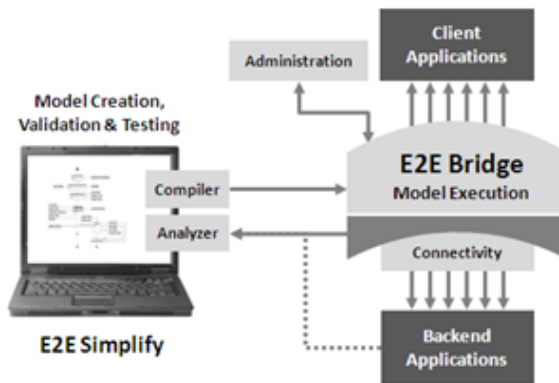 Client
Applications
Administration
Model Creation,
Validation & Testing
E2E Bridge
Model Execution
Compiler
Analyzer
Connectivity
E2E Simplify
Backend
Applications